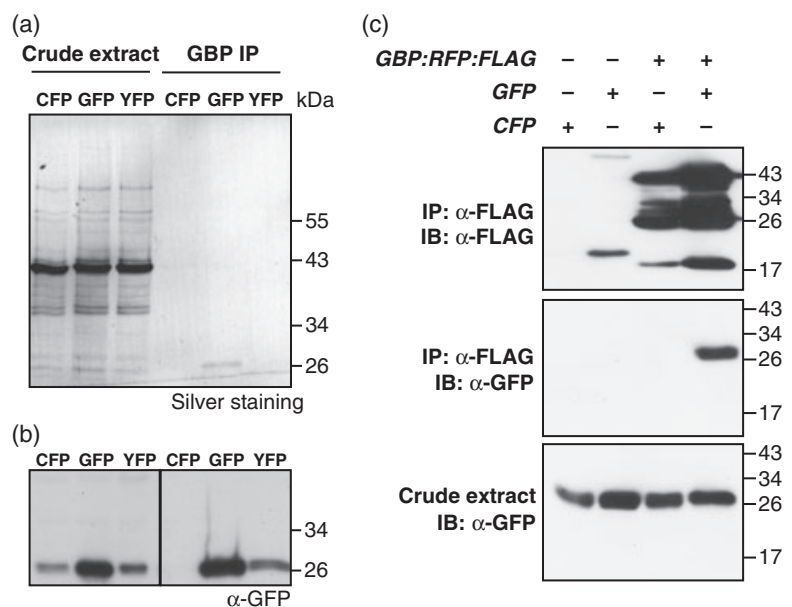 (a)
Crude extract GBP IP
CFP GFP YFP CFP GFP YFP kDa
55
43
34
26
Silver staining
(b)
CFP GFP YFP CFP GFP YFP
34
26
α-GFP
(c)
GBP:RFP:FLAG – – + +
GFP – + – +
CFP + – + –
IP: α-FLAG
IB: α-FLAG
43
34
26
17
IP: α-FLAG
IB: α-GFP
43
34
26
17
Crude extract
IB: α-GFP
43
34
26
17